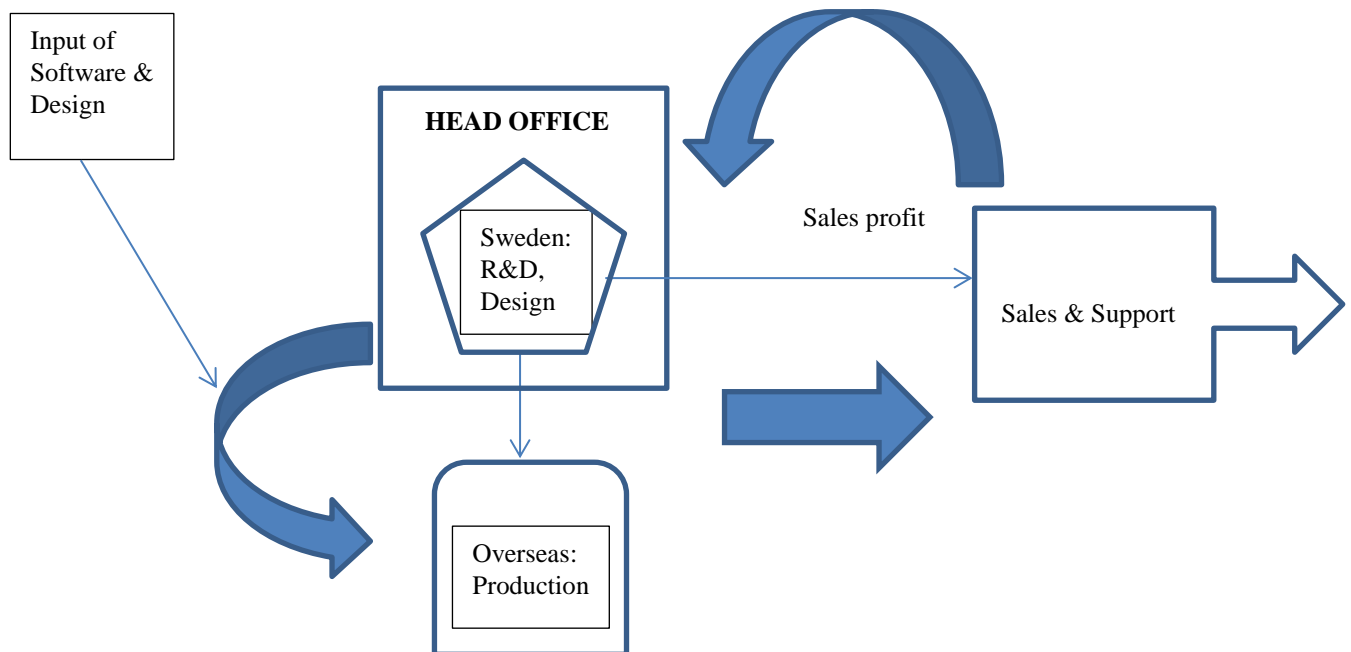 Input of
Software &
Design
HEAD OFFICE
Sweden:
R&D,
Design
Sales profit
Sales & Support
Overseas:
Production